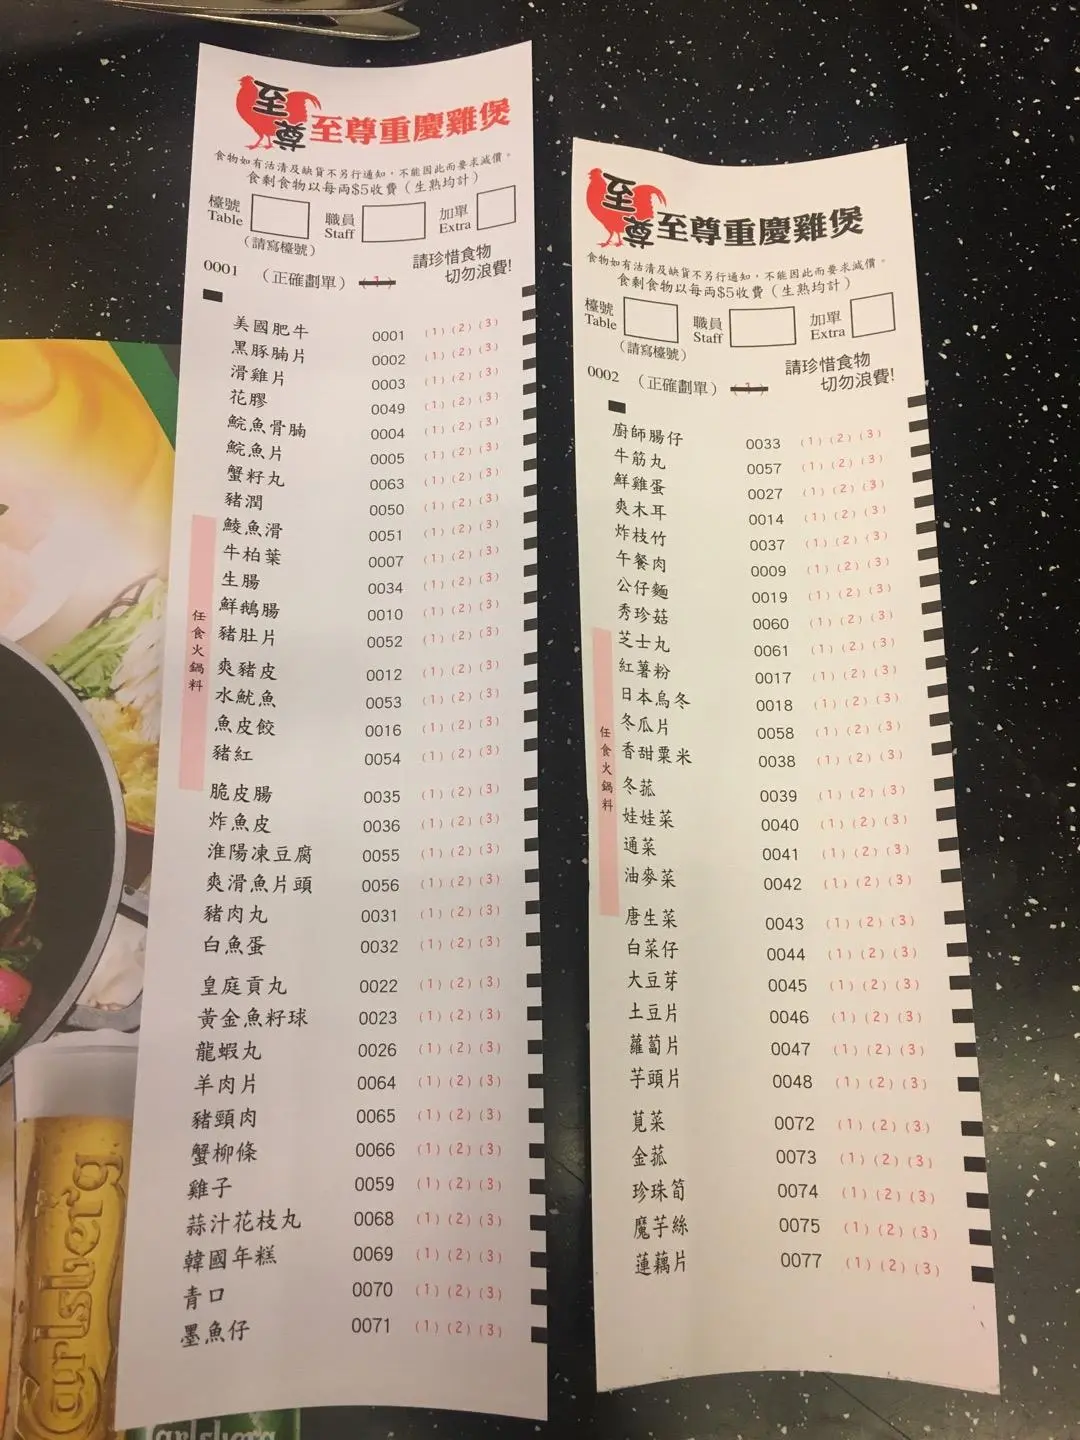 至尊
至尊重慶雞煲
食物如有沽清及缺貨不另行通知，不能因此而要求減價。
食剩食物以每両$5收費（生熟均計）
檯號 Table
職員 Staff
加單 Extra
（請寫檯號）
請珍惜食物
切勿浪費!
0001 （正確劃單） (1)
任食火鍋料
美國肥牛 0001 (1) (2) (3)
黑豚腩片 0002 (1) (2) (3)
滑雞片 0003 (1) (2) (3)
花膠 0049 (1) (2) (3)
鯇魚骨腩 0004 (1) (2) (3)
鯇魚片 0005 (1) (2) (3)
蟹籽丸 0063 (1) (2) (3)
豬潤 0050 (1) (2) (3)
鯪魚滑 0051 (1) (2) (3)
牛柏葉 0007 (1) (2) (3)
生腸 0034 (1) (2) (3)
鮮鵝腸 0010 (1) (2) (3)
豬肚片 0052 (1) (2) (3)
爽豬皮 0012 (1) (2) (3)
水魷魚 0053 (1) (2) (3)
魚皮餃 0016 (1) (2) (3)
豬紅 0054 (1) (2) (3)
脆皮腸 0035 (1) (2) (3)
炸魚皮 0036 (1) (2) (3)
淮陽凍豆腐 0055 (1) (2) (3)
爽滑魚片頭 0056 (1) (2) (3)
豬肉丸 0031 (1) (2) (3)
白魚蛋 0032 (1) (2) (3)
皇庭貢丸 0022 (1) (2) (3)
黃金魚籽球 0023 (1) (2) (3)
龍蝦丸 0026 (1) (2) (3)
羊肉片 0064 (1) (2) (3)
豬頸肉 0065 (1) (2) (3)
蟹柳條 0066 (1) (2) (3)
雞子 0059 (1) (2) (3)
蒜汁花枝丸 0068 (1) (2) (3)
韓國年糕 0069 (1) (2) (3)
青口 0070 (1) (2) (3)
墨魚仔 0071 (1) (2) (3)
至尊
至尊重慶雞煲
食物如有沽清及缺貨不另行通知，不能因此而要求減價。
食剩食物以每両$5收費（生熟均計）
檯號 Table
職員 Staff
加單 Extra
（請寫檯號）
請珍惜食物
切勿浪費!
0002 （正確劃單） (1)
任食火鍋料
廚師腸仔 0033 (1) (2) (3)
牛筋丸 0057 (1) (2) (3)
鮮雞蛋 0027 (1) (2) (3)
爽木耳 0014 (1) (2) (3)
炸枝竹 0037 (1) (2) (3)
午餐肉 0009 (1) (2) (3)
公仔麵 0019 (1) (2) (3)
秀珍菇 0060 (1) (2) (3)
芝士丸 0061 (1) (2) (3)
紅薯粉 0017 (1) (2) (3)
日本烏冬 0018 (1) (2) (3)
冬瓜片 0058 (1) (2) (3)
香甜粟米 0038 (1) (2) (3)
冬菰 0039 (1) (2) (3)
娃娃菜 0040 (1) (2) (3)
通菜 0041 (1) (2) (3)
油麥菜 0042 (1) (2) (3)
唐生菜 0043 (1) (2) (3)
白菜仔 0044 (1) (2) (3)
大豆芽 0045 (1) (2) (3)
土豆片 0046 (1) (2) (3)
蘿蔔片 0047 (1) (2) (3)
芋頭片 0048 (1) (2) (3)
莧菜 0072 (1) (2) (3)
金菰 0073 (1) (2) (3)
珍珠筍 0074 (1) (2) (3)
魔芋絲 0075 (1) (2) (3)
蓮藕片 0077 (1) (2) (3)
Carlsberg
Carlsberg